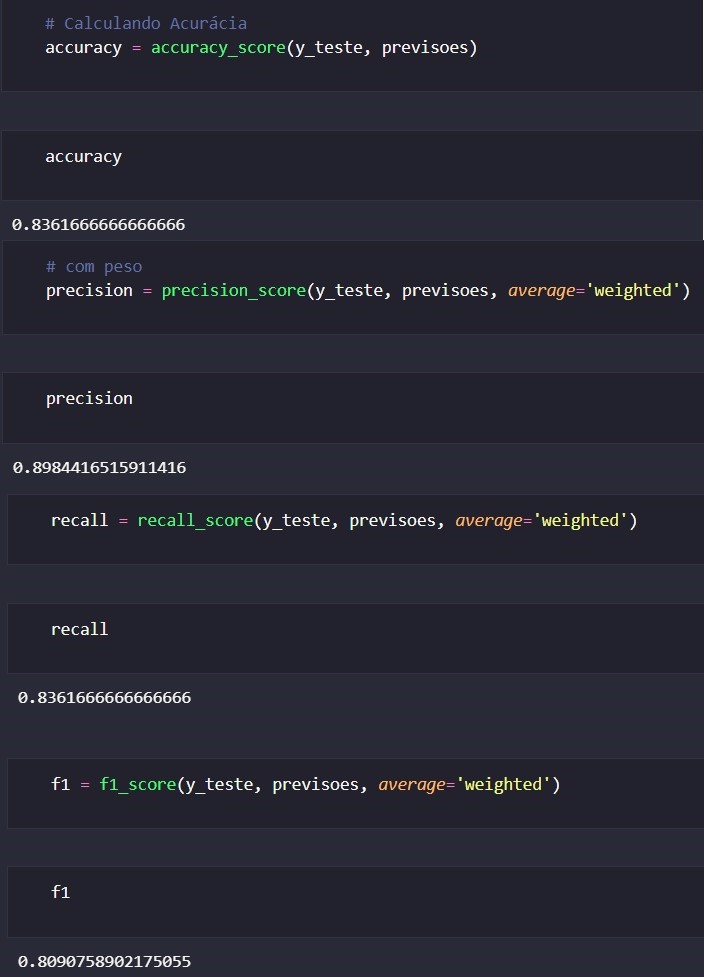 # Calculando Acurácia
accuracy = accuracy_score(y_teste, previsoes)
accuracy
0.8361666666666666
# com peso
precision = precision_score(y_teste, previsoes, average='weighted')
precision
0.8984416515911416
recall = recall_score(y_teste, previsoes, average='weighted')
recall
0.8361666666666666
f1 = f1_score(y_teste, previsoes, average='weighted')
f1
0.8090758902175055